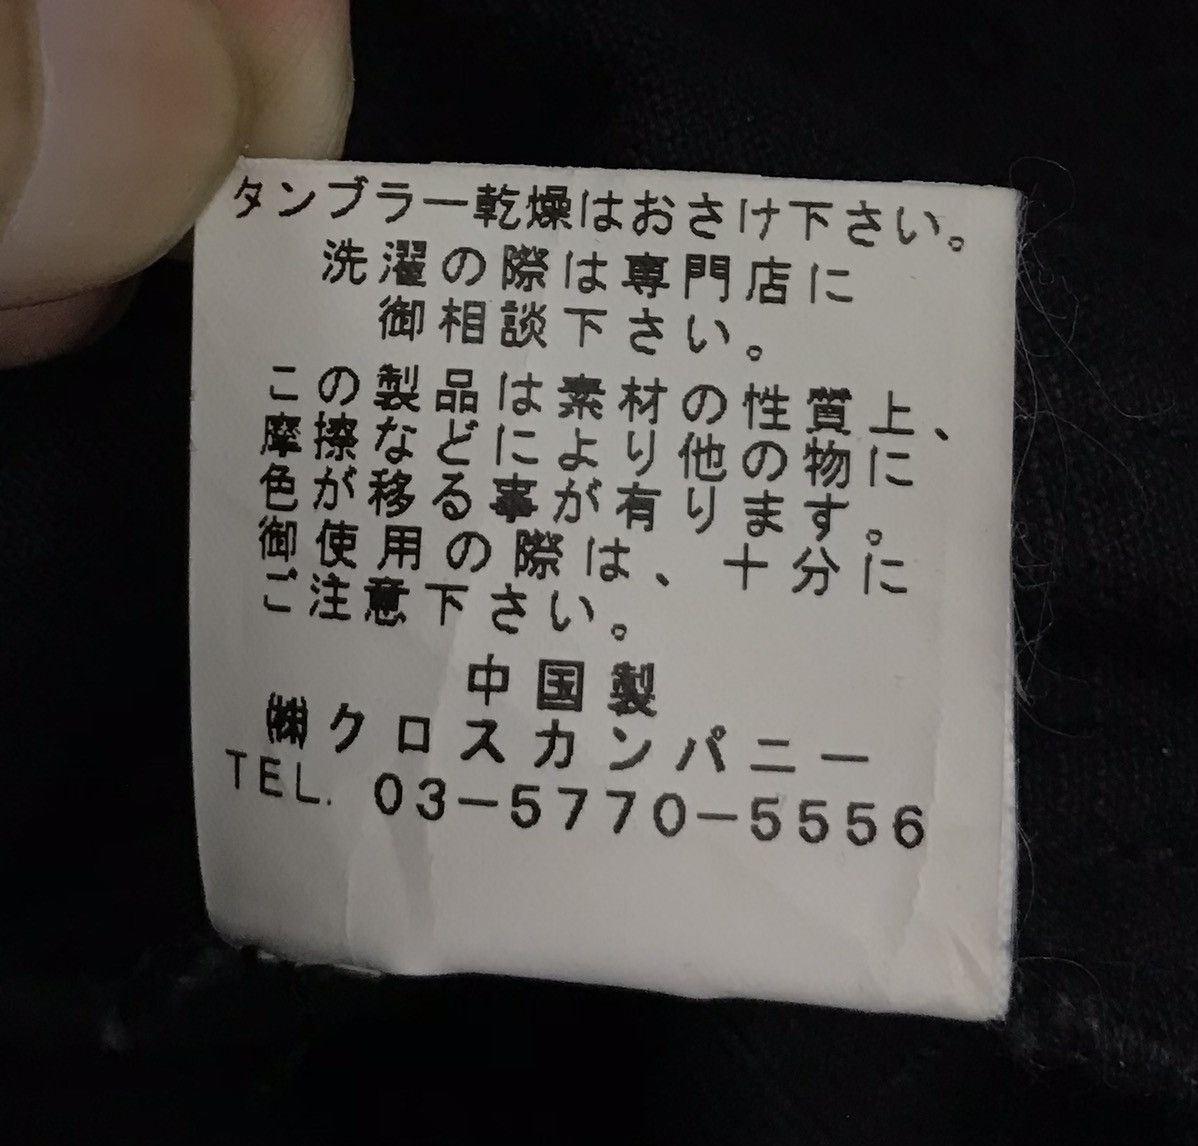 タンブラー乾燥はおさけ下さい。
洗濯の際は専門店に
御相談下さい。
この製品は素材の性質上、
摩擦などにより他の物に
色が移る事が有ります。
御使用の際は、十分に
ご注意下さい。
中国製
㈱クロスカンパニー
TEL. 03-5770-5556